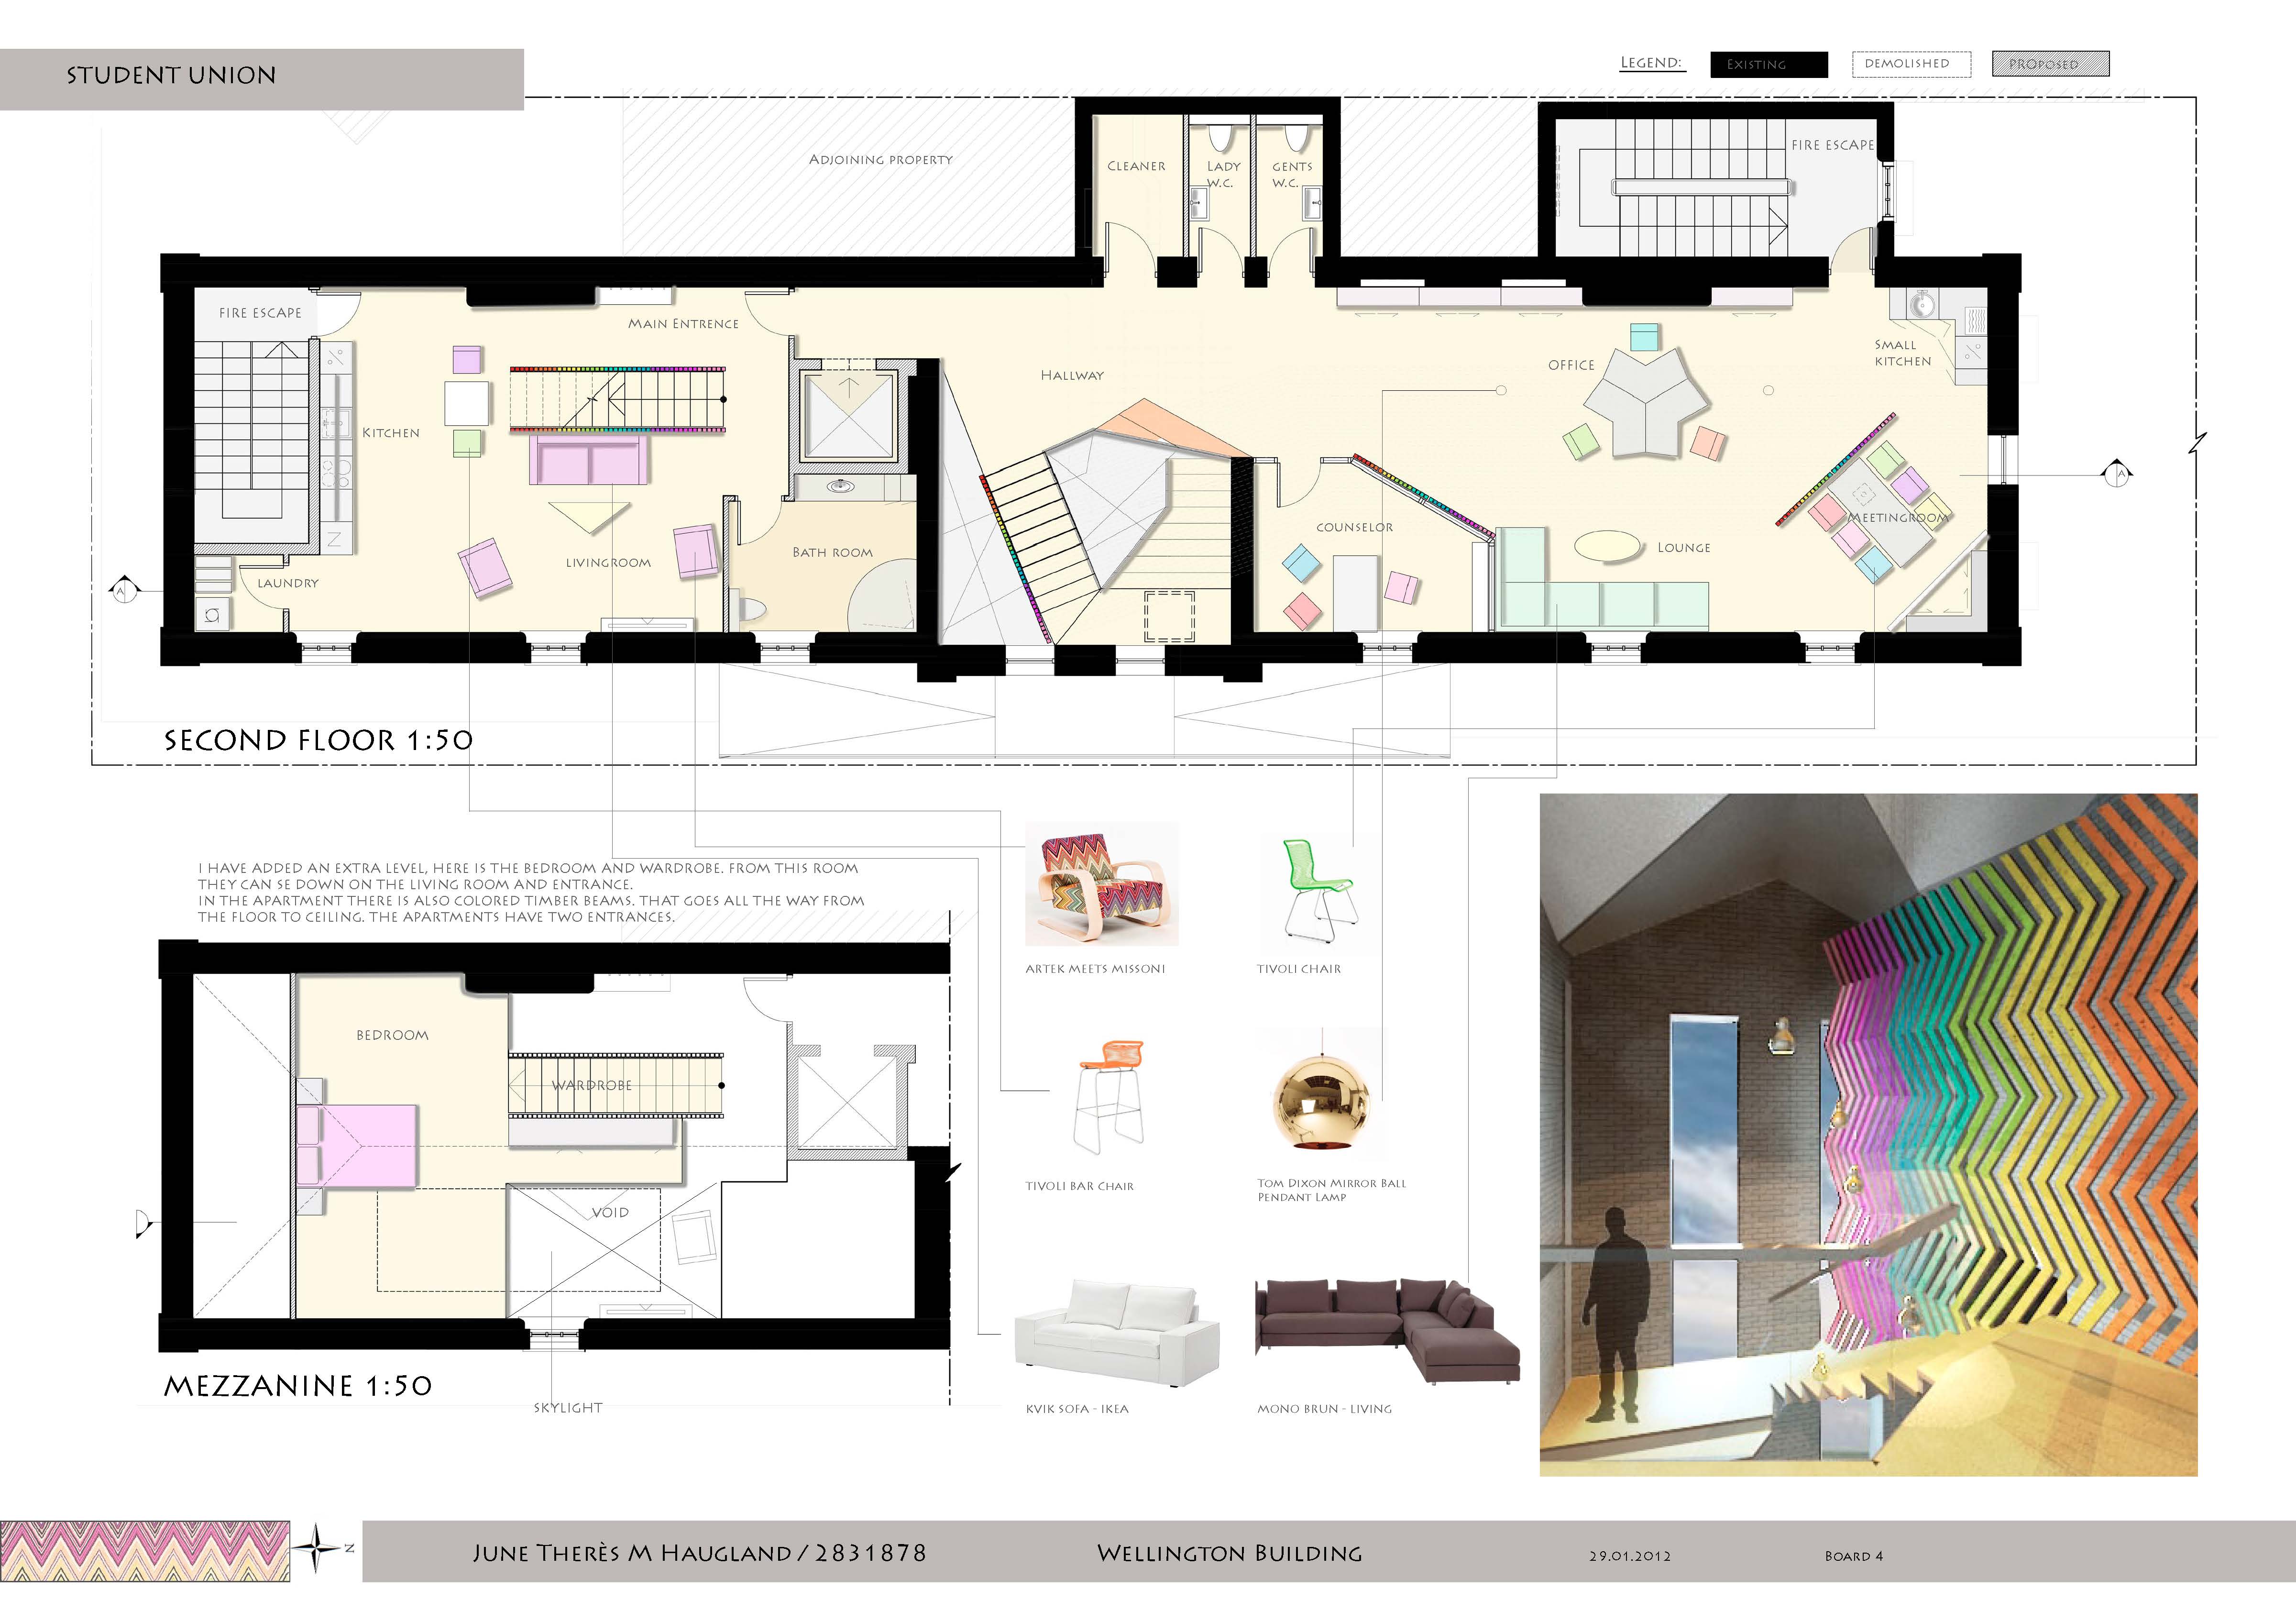 STUDENT UNION
LEGEND:
EXISTING
DEMOLISHED
PROPOSED
ADJOINING PROPERTY
CLEANER
LADY
W.C.
GENTS
W.C.
FIRE ESCAPE
FIRE ESCAPE
MAIN ENTRENCE
HALLWAY
OFFICE
SMALL
KITCHEN
KITCHEN
LIVINGROOM
BATH ROOM
LAUNDRY
COUNSELOR
LOUNGE
MEETINGROOM
A
A
SECOND FLOOR 1:50
I HAVE ADDED AN EXTRA LEVEL, HERE IS THE BEDROOM AND WARDROBE. FROM THIS ROOM
THEY CAN SE DOWN ON THE LIVING ROOM AND ENTRANCE.
IN THE APARTMENT THERE IS ALSO COLORED TIMBER BEAMS. THAT GOES ALL THE WAY FROM
THE FLOOR TO CEILING. THE APARTMENTS HAVE TWO ENTRANCES.
BEDROOM
WARDROBE
VOID
MEZZANINE 1:50
SKYLIGHT
ARTEK MEETS MISSONI
TIVOLI CHAIR
TIVOLI BAR CHAIR
TOM DIXON MIRROR BALL
PENDANT LAMP
KVIK SOFA - IKEA
MONO BRUN - LIVING
N
JUNE THERÈS M HAUGLAND / 2831878
WELLINGTON BUILDING
29.01.2012
BOARD 4